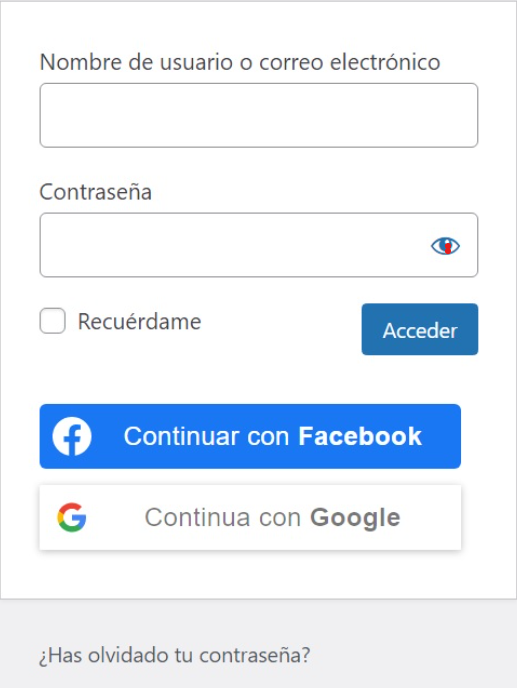 Nombre de usuario o correo electrónico
Contraseña
Recuérdame
Acceder
Continuar con Facebook
Continua con Google
¿Has olvidado tu contraseña?